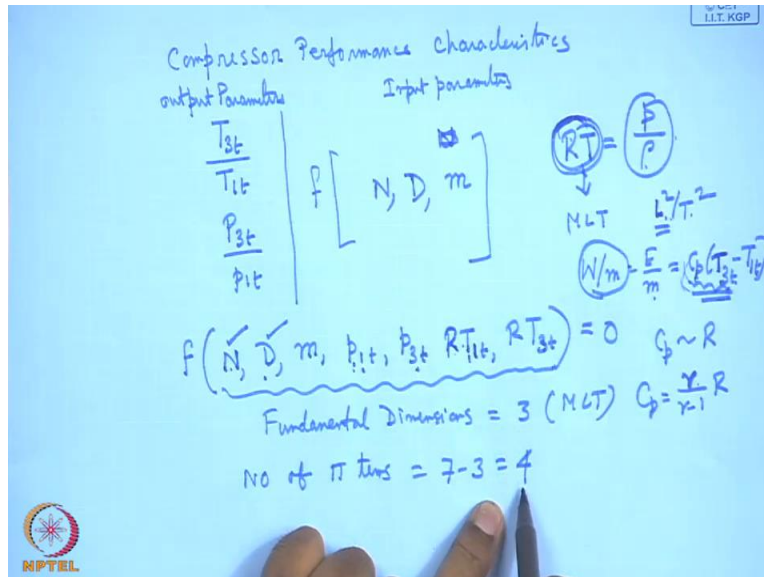 © CET
I.I.T. KGP
Compressor Performance Characteristics
output Parameters Input parameters
T3t / T1t
P3t / P1t
f [ N, D, m ]
RT = P/ρ
MLT L²/T²
W/m = E/m = Cp(T3t - T1t)
f( N, D, m, p1t, p3t RT1t, RT3t ) = 0 Cp ~ R
Fundamental Dimensions = 3 (MLT) Cp = γ/γ-1 R
No of π terms = 7-3 = 4
NPTEL